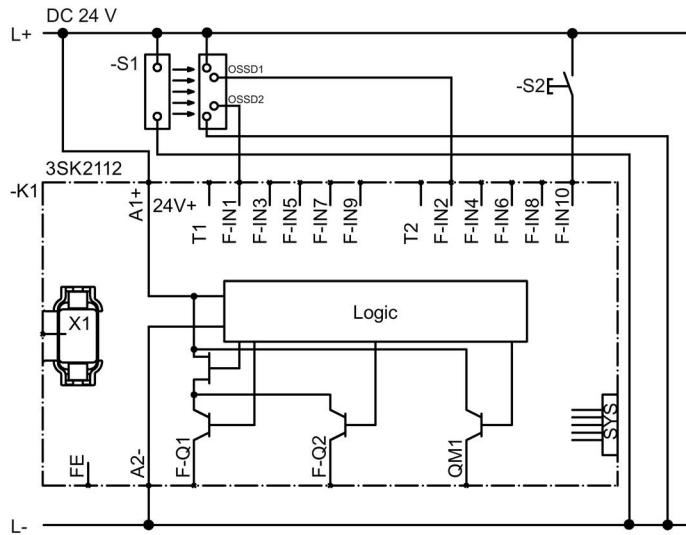 DC 24 V
L+
-S1
OSSD1
OSSD2
-S2
3SK2112
-K1
A1+
24V+
T1
F-IN1
F-IN3
F-IN5
F-IN7
F-IN9
T2
F-IN2
F-IN4
F-IN6
F-IN8
F-IN10
Logic
X1
SYS
FE
A2-
F-Q1
F-Q2
QM1
L-